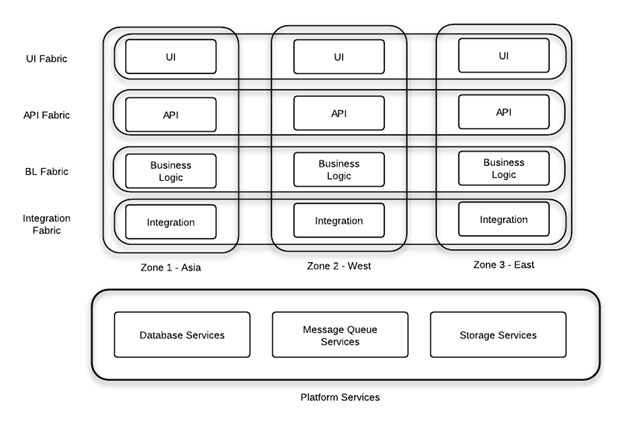 UI Fabric
UI
UI
UI
API Fabric
API
API
API
BL Fabric
Business
Logic
Business
Logic
Business
Logic
Integration
Fabric
Integration
Integration
Integration
Zone 1 - Asia
Zone 2 - West
Zone 3 - East
Database Services
Message Queue
Services
Storage Services
Platform Services